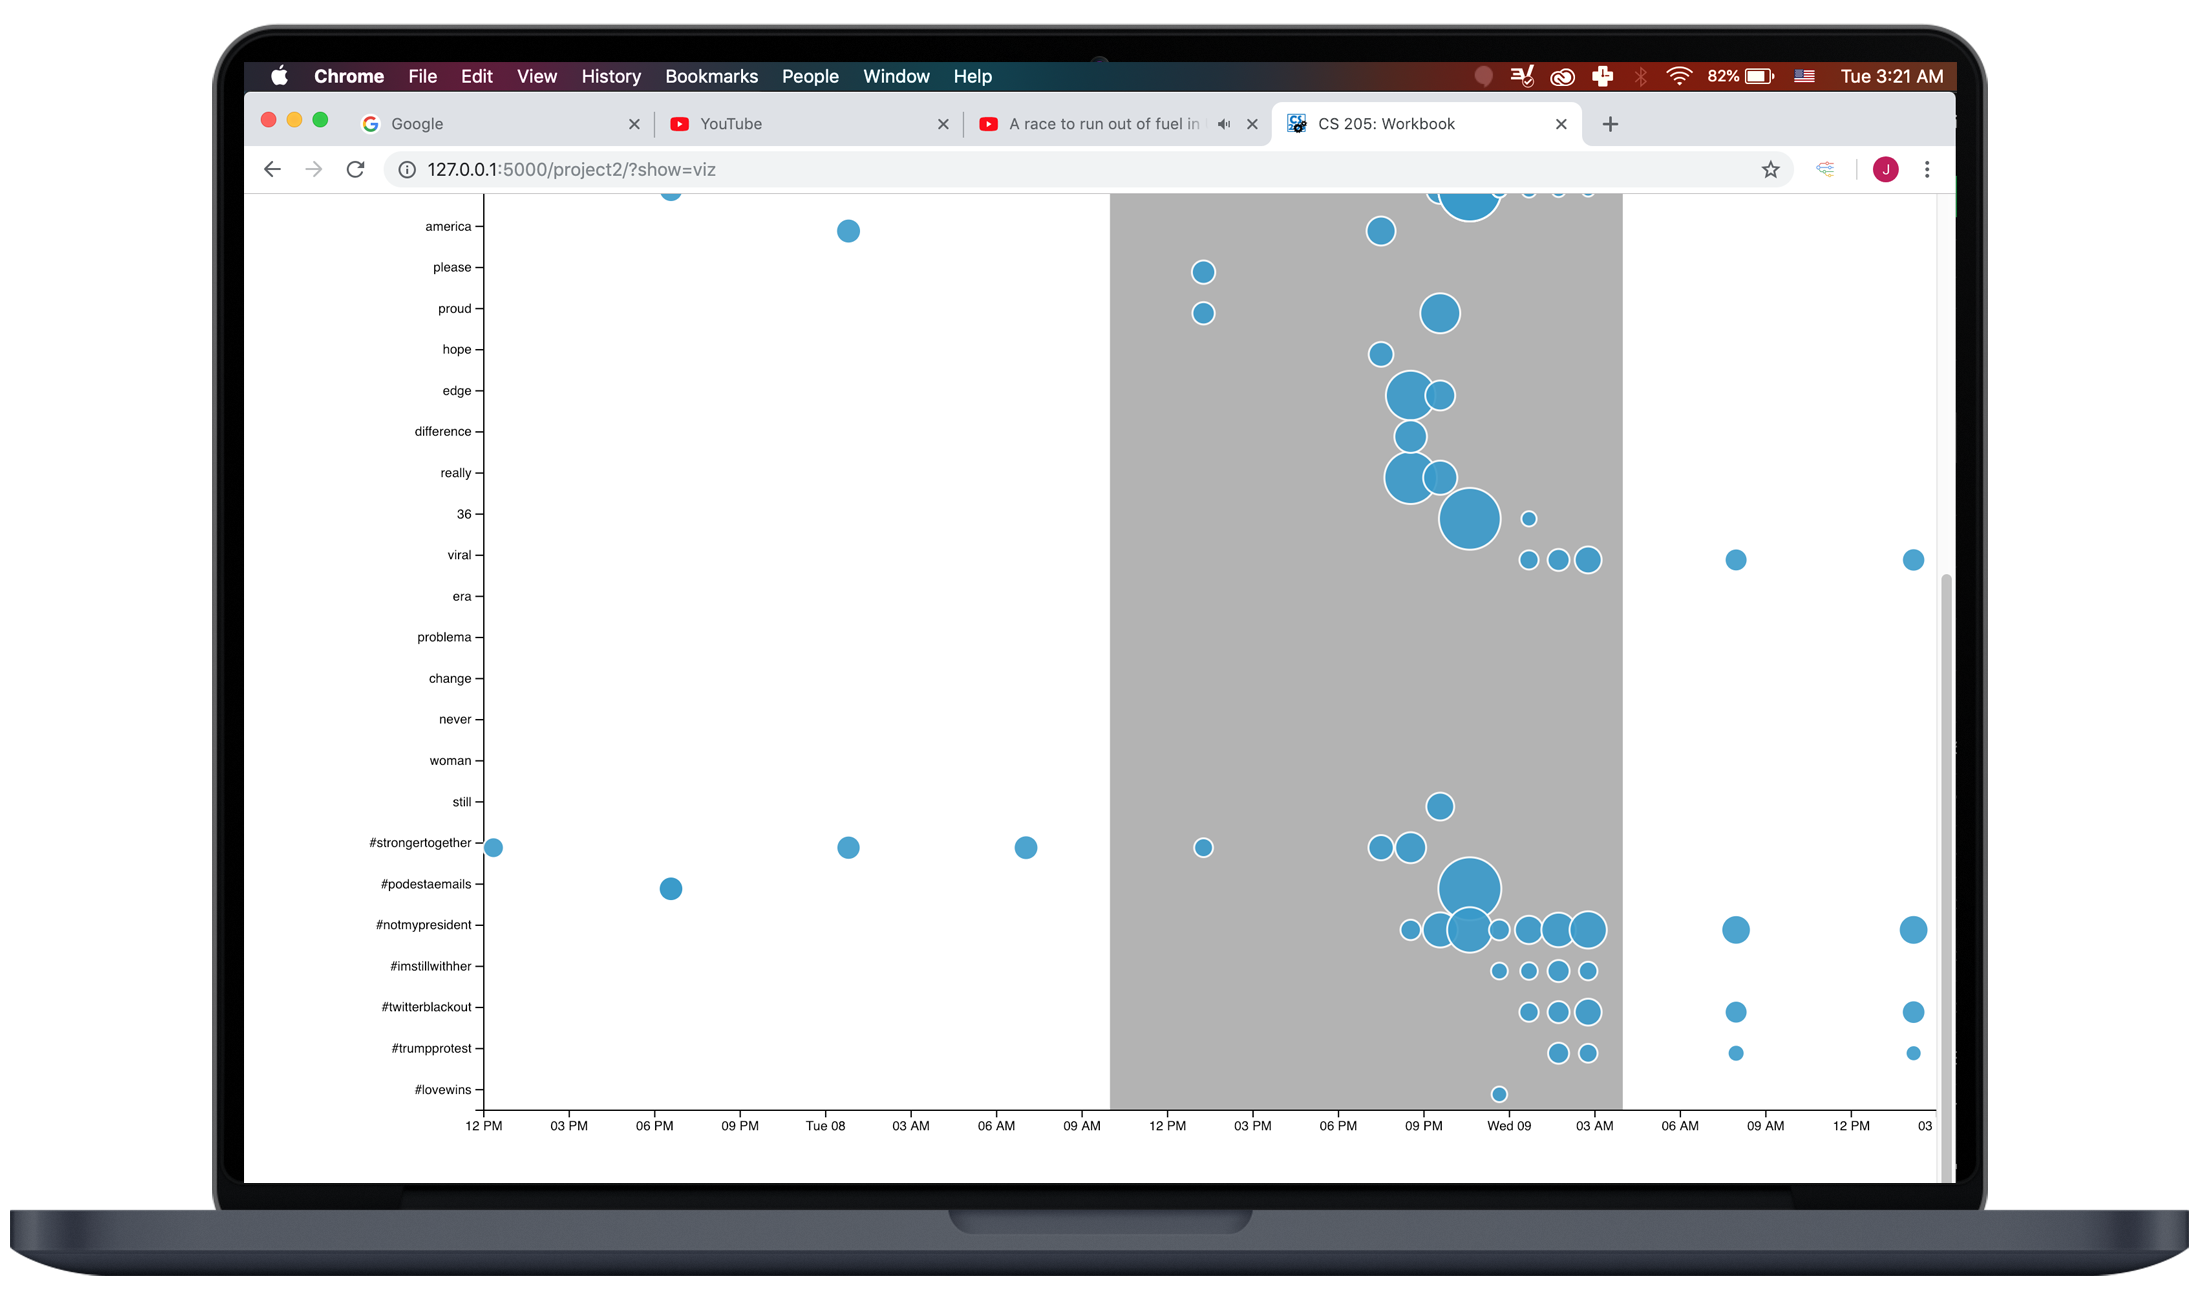 Chrome File Edit View History Bookmarks People Window Help 82% Tue 3:21 AM
Google YouTube A race to run out of fuel in CS 205: Workbook
127.0.0.1:5000/project2/?show=viz J
america
please
proud
hope
edge
difference
really
36
viral
era
problema
change
never
woman
still
#strongertogether
#podestaemails
#notmypresident
#imstillwithher
#twitterblackout
#trumpprotest
#lovewins
12 PM 03 PM 06 PM 09 PM Tue 08 03 AM 06 AM 09 AM 12 PM 03 PM 06 PM 09 PM Wed 09 03 AM 06 AM 09 AM 12 PM 03